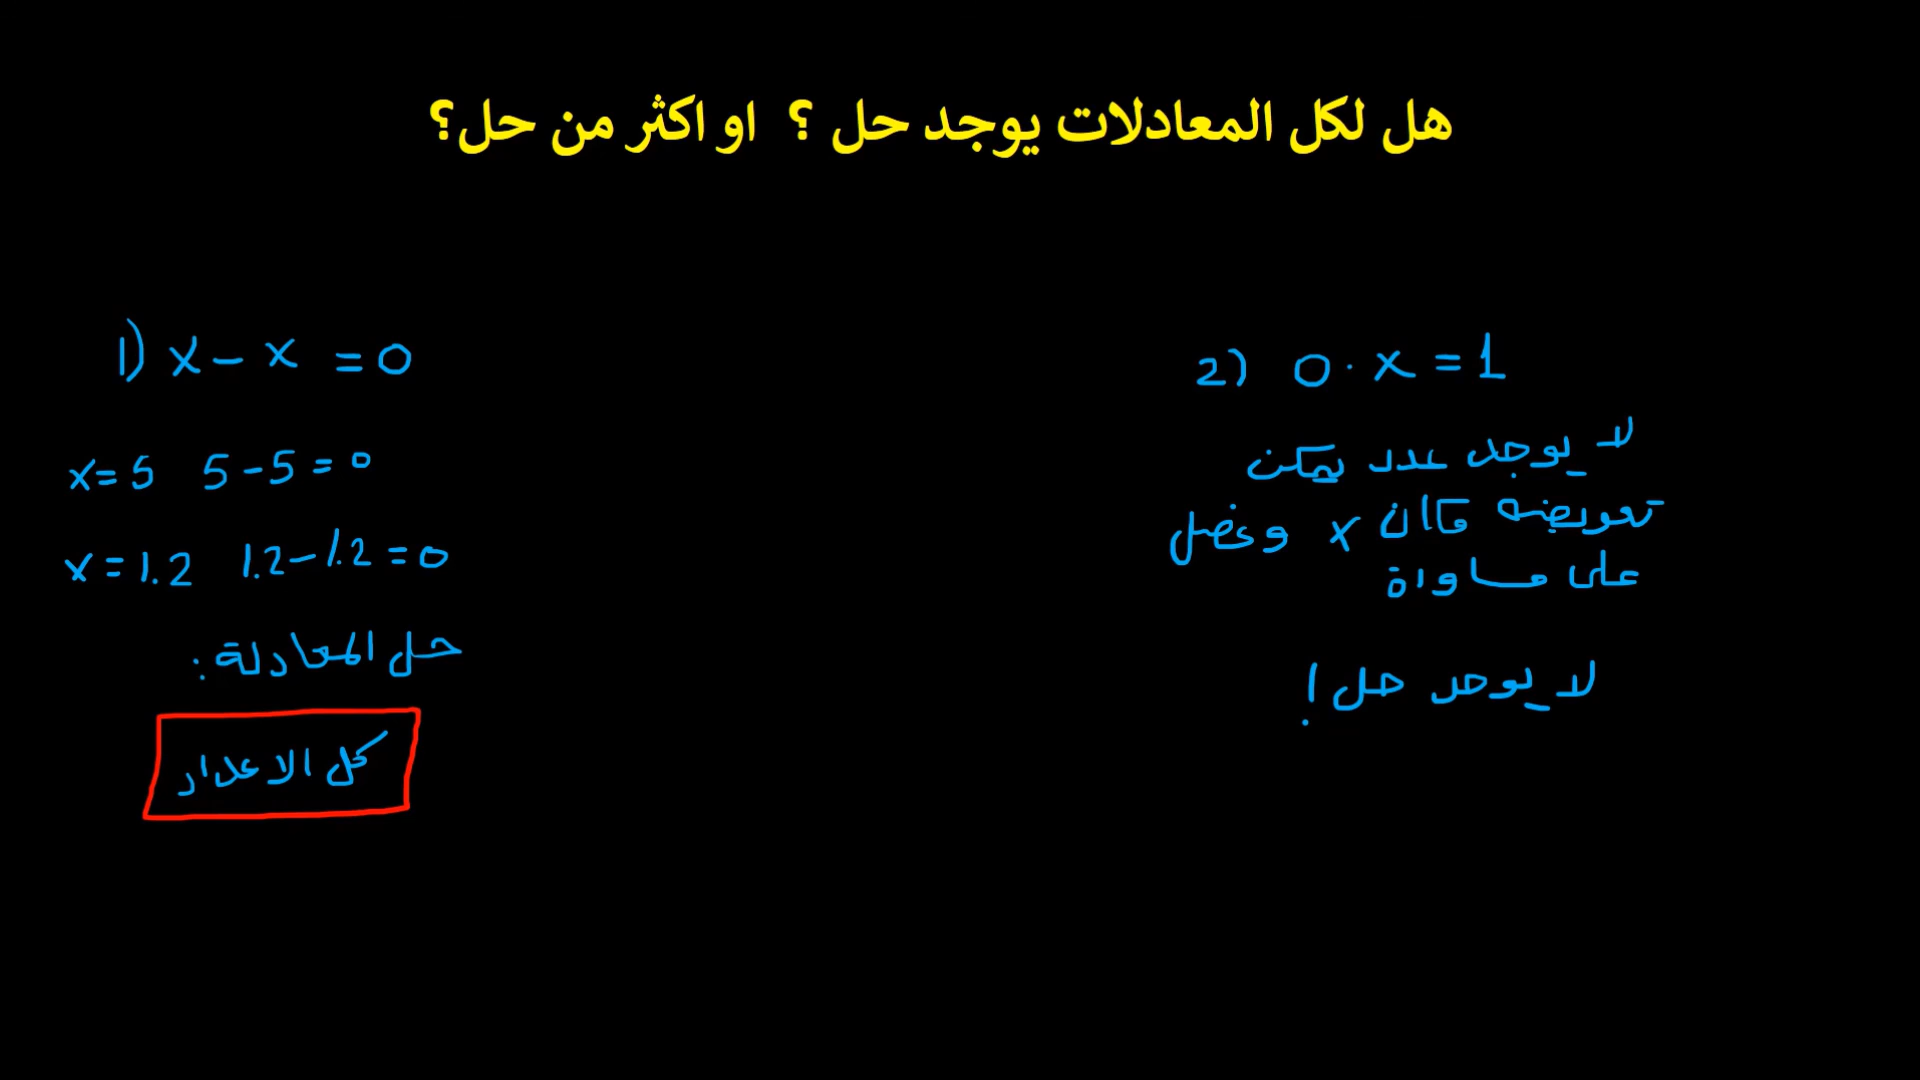 هل لكل المعادلات يوجد حل ؟ او اكثر من حل؟
1) x - x = 0
x = 5 5 - 5 = 0
x = 1.2 1.2 - 1.2 = 0
حل المعادلة :
كل الاعداد
2) 0 · x = 1
لا يوجد عدد يمكن
تعويضه مكان x ونحصل
على مساواة
لا يوجد حل !